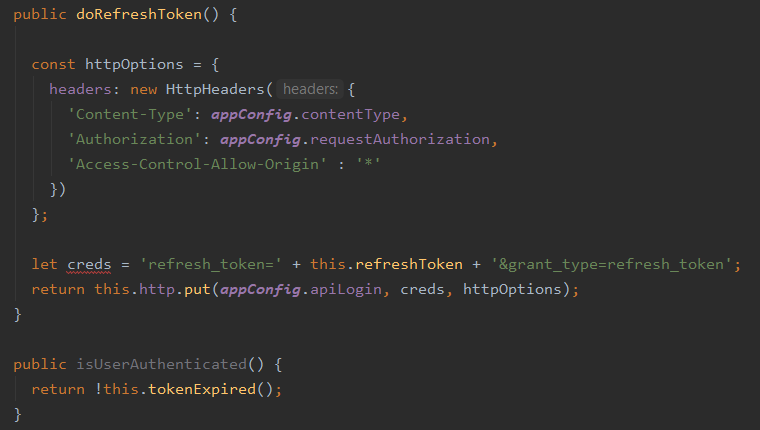 public doRefreshToken() {
const httpOptions = {
headers: new HttpHeaders( headers: {
'Content-Type': appConfig.contentType,
'Authorization': appConfig.requestAuthorization,
'Access-Control-Allow-Origin' : '*'
})
};
let creds = 'refresh_token=' + this.refreshToken + '&grant_type=refresh_token';
return this.http.put(appConfig.apiLogin, creds, httpOptions);
}
public isUserAuthenticated() {
return !this.tokenExpired();
}